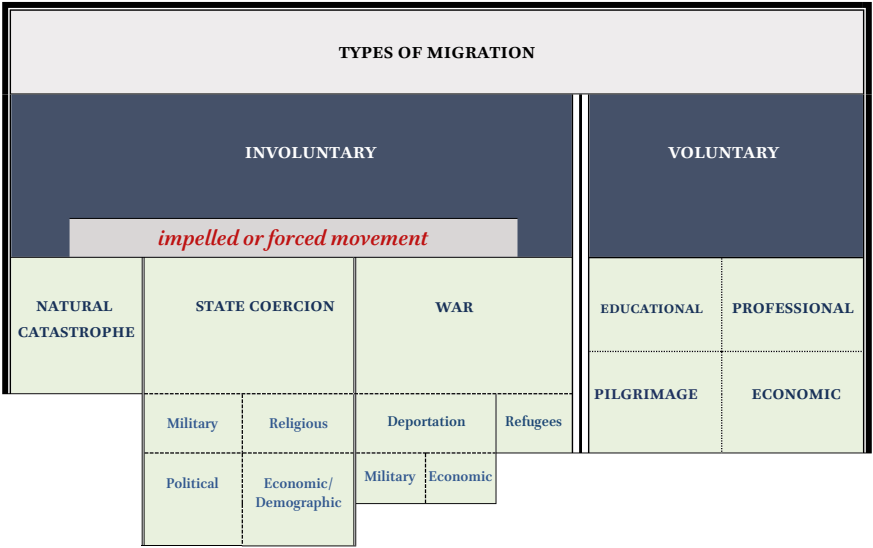 TYPES OF MIGRATION
INVOLUNTARY
VOLUNTARY
impelled or forced movement
NATURAL
CATASTROPHE
STATE COERCION
WAR
EDUCATIONAL
PROFESSIONAL
PILGRIMAGE
ECONOMIC
Military
Religious
Deportation
Refugees
Political
Economic/
Demographic
Military
Economic